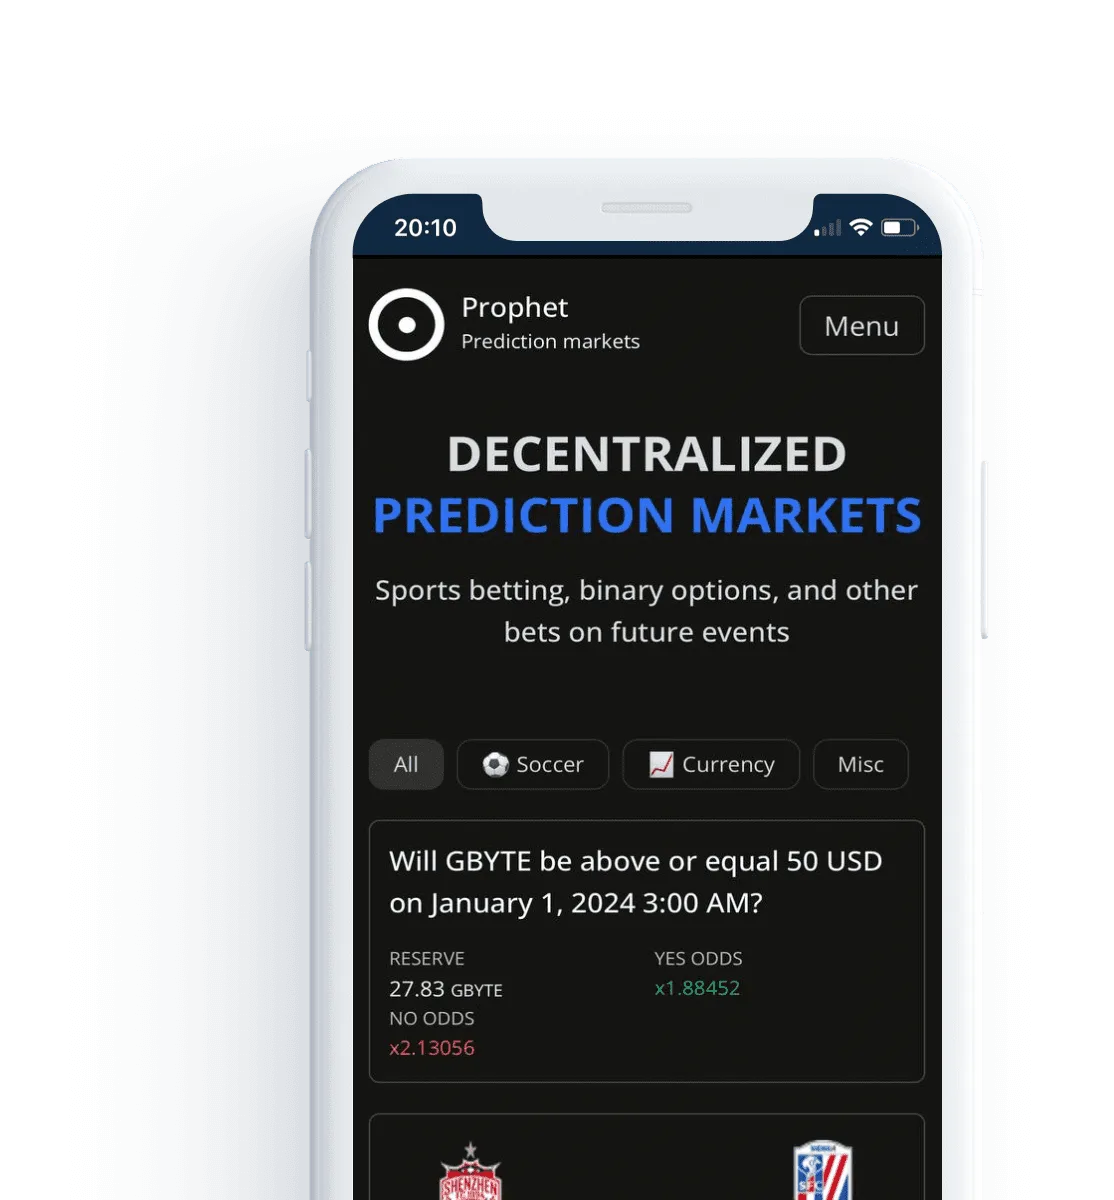 20:10
Prophet
Prediction markets
Menu
DECENTRALIZED
PREDICTION MARKETS
Sports betting, binary options, and other
bets on future events
All
Soccer
Currency
Misc
Will GBYTE be above or equal 50 USD
on January 1, 2024 3:00 AM?
RESERVE
YES ODDS
27.83 GBYTE
x1.88452
NO ODDS
x2.13056
SHENZHEN
SFC